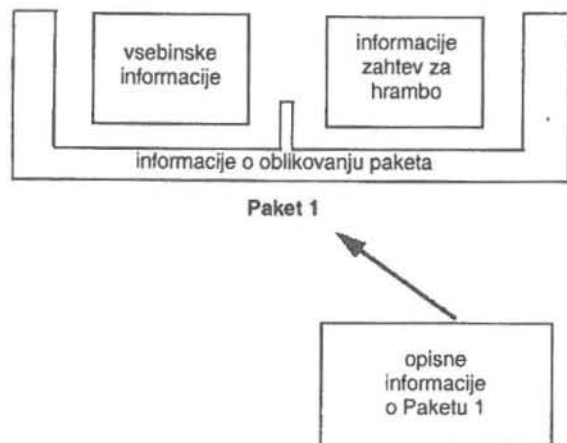 vsebinske
informacije
informacije
zahtev za
hrambo
informacije o oblikovanju paketa
Paket 1
opisne
informacije
o Paketu 1